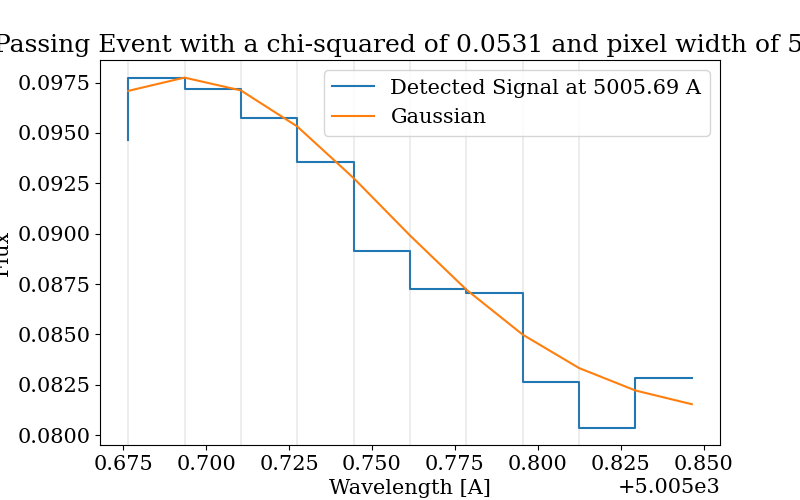 Passing Event with a chi-squared of 0.0531 and pixel width of 5
Detected Signal at 5005.69 A
Gaussian
Flux
0.0975
0.0950
0.0925
0.0900
0.0875
0.0850
0.0825
0.0800
0.675 0.700 0.725 0.750 0.775 0.800 0.825 0.850
+5.005e3
Wavelength [A]